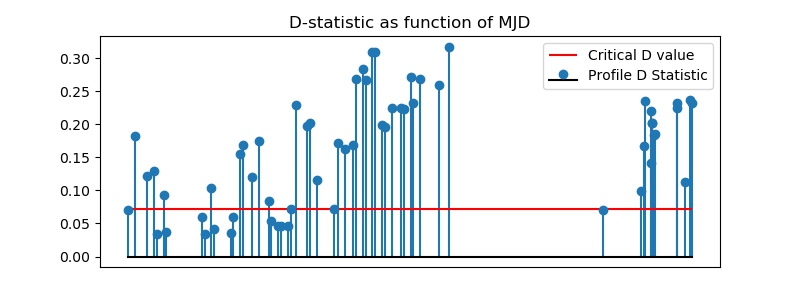 D-statistic as function of MJD
Critical D value
Profile D Statistic
0.30
0.25
0.20
0.15
0.10
0.05
0.00